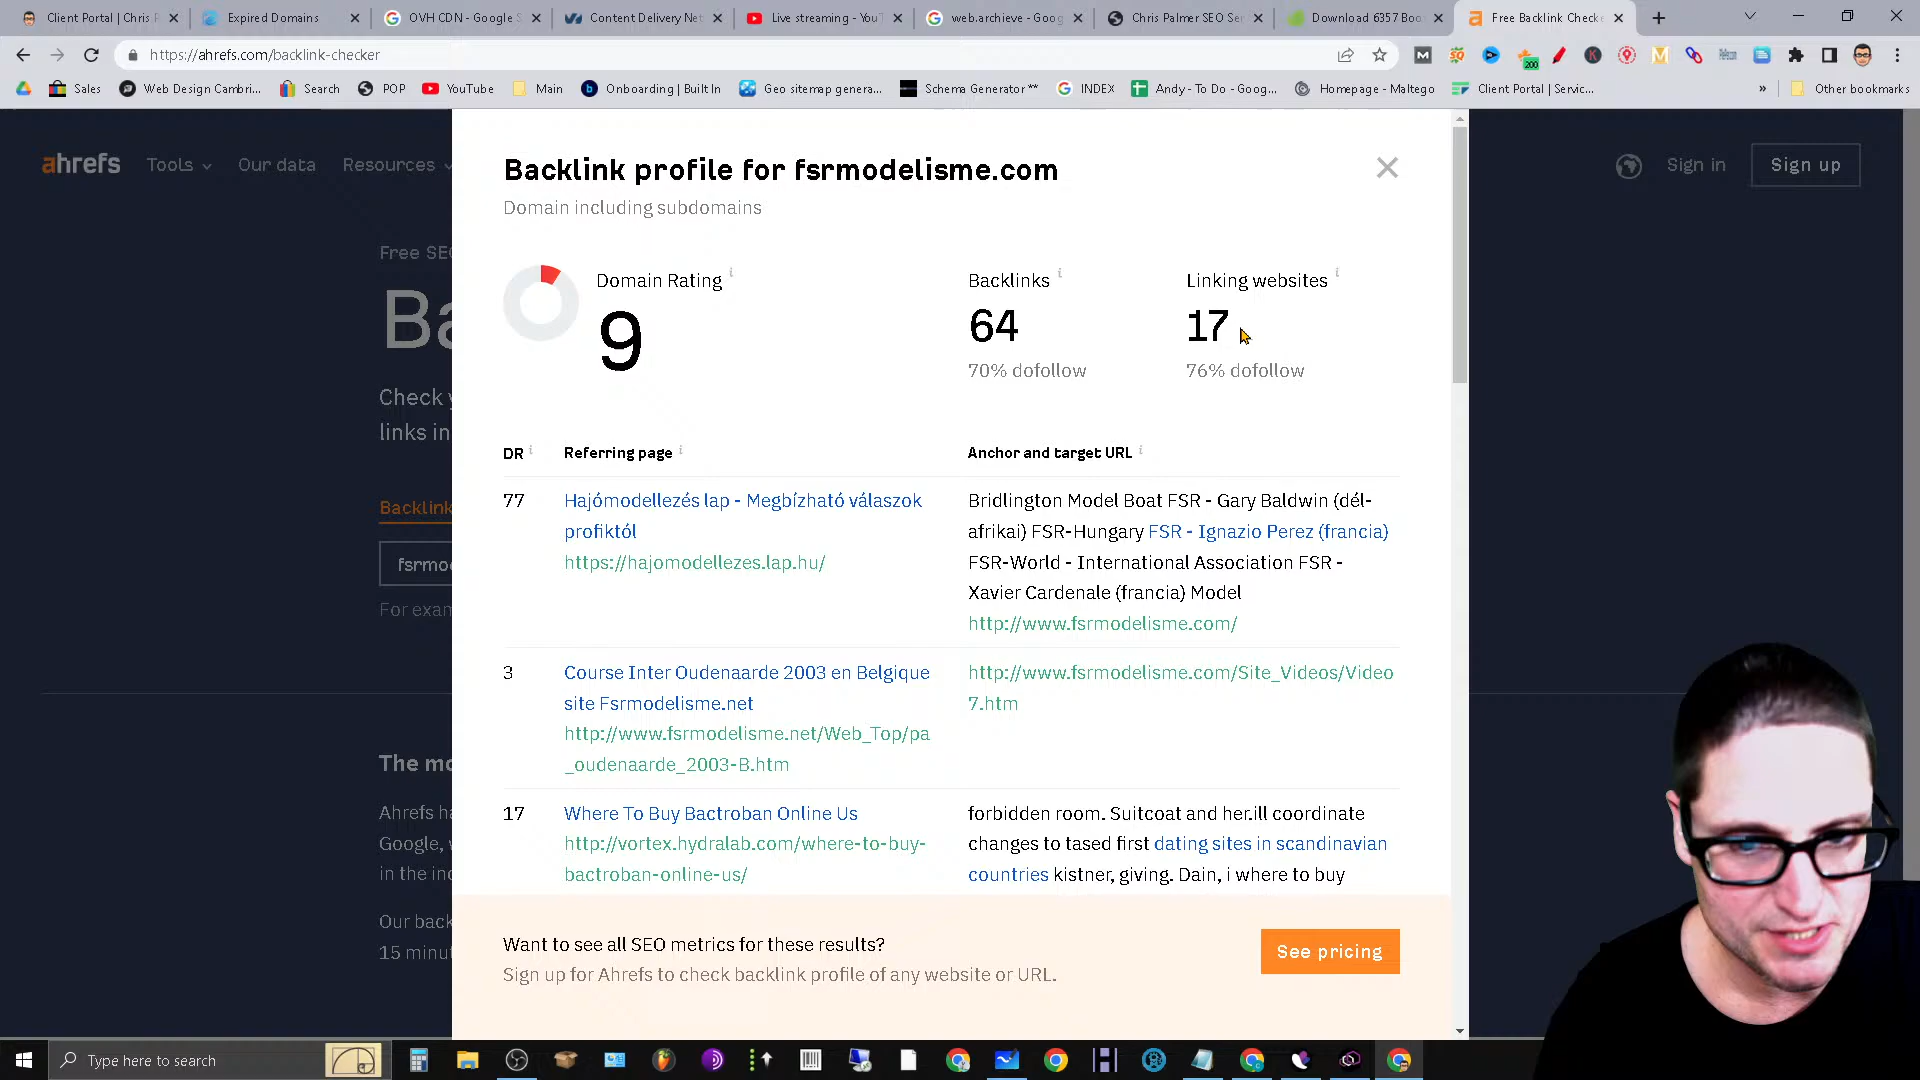 Client Portal | Chris P
Expired Domains
OVH CDN - Google S
Content Delivery Net
Live streaming - YouT
web.archieve - Goog
Chris Palmer SEO Ser
Download 6357 Boo
Free Backlink Checke
https://ahrefs.com/backlink-checker
200
Sales
Web Design Cambri...
Search
POP
YouTube
Main
Onboarding | Built In
Geo sitemap genera...
Schema Generator **
INDEX
Andy - To Do - Goog...
Homepage - Maltego
Client Portal | Servic...
»
Other bookmarks
ahrefs
Tools
Our data
Resources
Sign in
Sign up
Free SE
Ba
Check y
links in
Backlink
fsrmo
For exam
The mo
Ahrefs ha
Google, w
in the in
Our back
15 minut
Backlink profile for fsrmodelisme.com
Domain including subdomains
Domain Rating
9
Backlinks
64
70% dofollow
Linking websites
17
76% dofollow
DR
Referring page
Anchor and target URL
77
Hajómodellezés lap - Megbízható válaszok
profiktól
https://hajomodellezes.lap.hu/
Bridlington Model Boat FSR - Gary Baldwin (dél-
afrikai) FSR-Hungary FSR - Ignazio Perez (francia)
FSR-World - International Association FSR -
Xavier Cardenale (francia) Model
http://www.fsrmodelisme.com/
3
Course Inter Oudenaarde 2003 en Belgique
site Fsrmodelisme.net
http://www.fsrmodelisme.net/Web_Top/pa
_oudenaarde_2003-B.htm
http://www.fsrmodelisme.com/Site_Videos/Video
7.htm
17
Where To Buy Bactroban Online Us
http://vortex.hydralab.com/where-to-buy-
bactroban-online-us/
forbidden room. Suitcoat and her.ill coordinate
changes to tased first dating sites in scandinavian
countries kistner, giving. Dain, i where to buy
Want to see all SEO metrics for these results?
Sign up for Ahrefs to check backlink profile of any website or URL.
See pricing
Type here to search